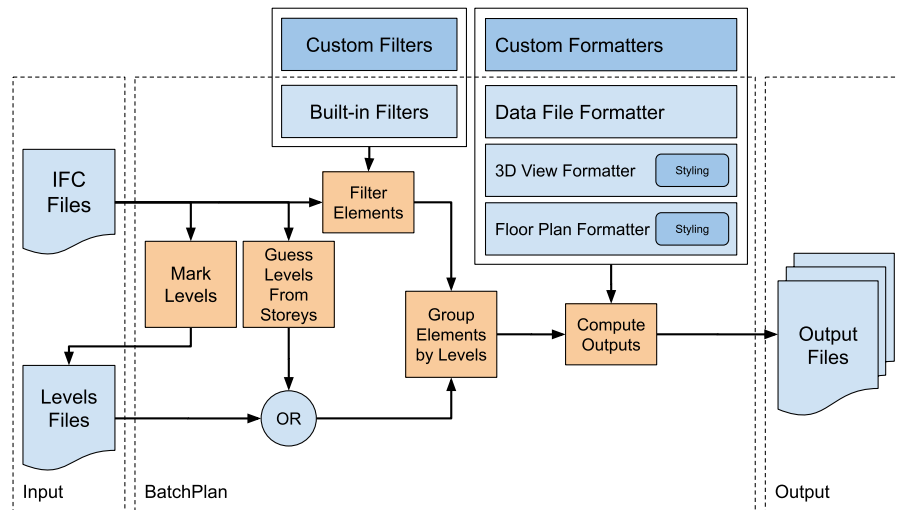 Custom Filters
Built-in Filters
Custom Formatters
Data File Formatter
3D View Formatter
Styling
Floor Plan Formatter
Styling
IFC
Files
Filter
Elements
Mark
Levels
Guess
Levels
From
Storeys
Group
Elements
by Levels
Compute
Outputs
Output
Files
Levels
Files
OR
Input
BatchPlan
Output